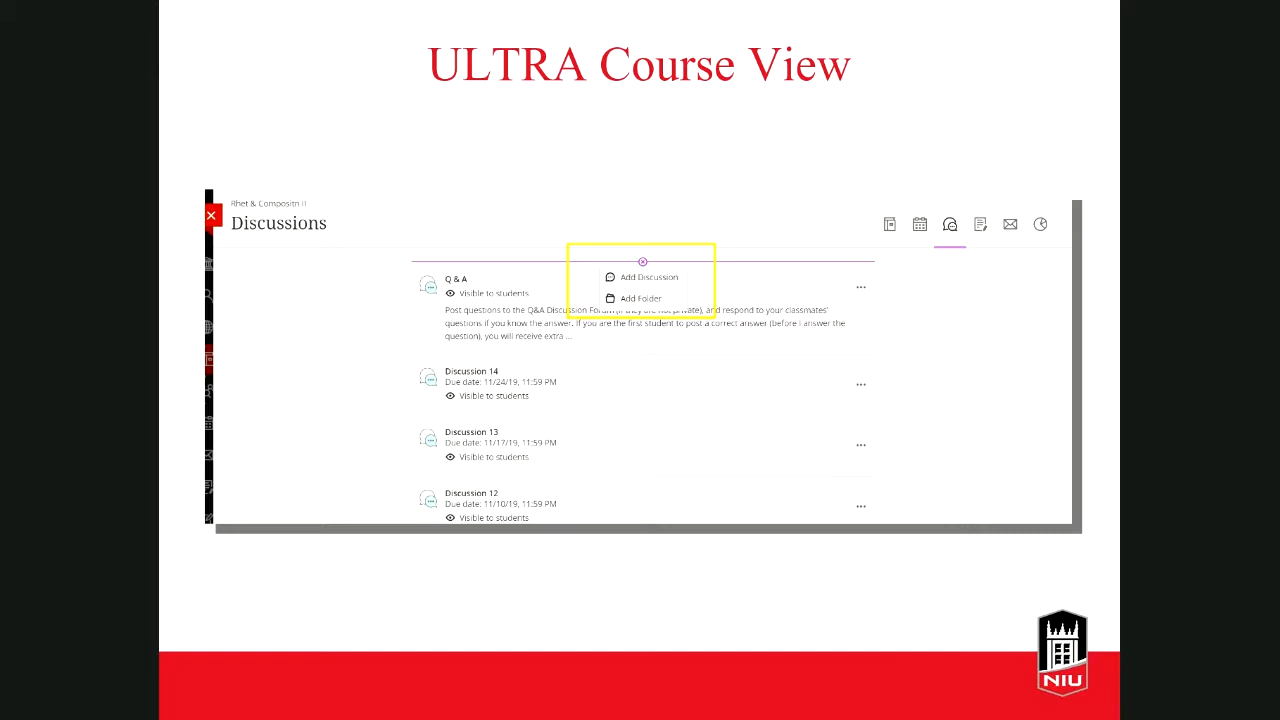 ULTRA Course View
Rhet & Compositn II
Discussions
Add Discussion
Add Folder
Q & A
Visible to students
Post questions to the Q&A Discussion Forum (if they are not private), and respond to your classmates'
questions if you know the answer. If you are the first student to post a correct answer (before I answer the
question), you will receive extra ...
Discussion 14
Due date: 11/24/19, 11:59 PM
Visible to students
Discussion 13
Due date: 11/17/19, 11:59 PM
Visible to students
Discussion 12
Due date: 11/10/19, 11:59 PM
Visible to students
NIU